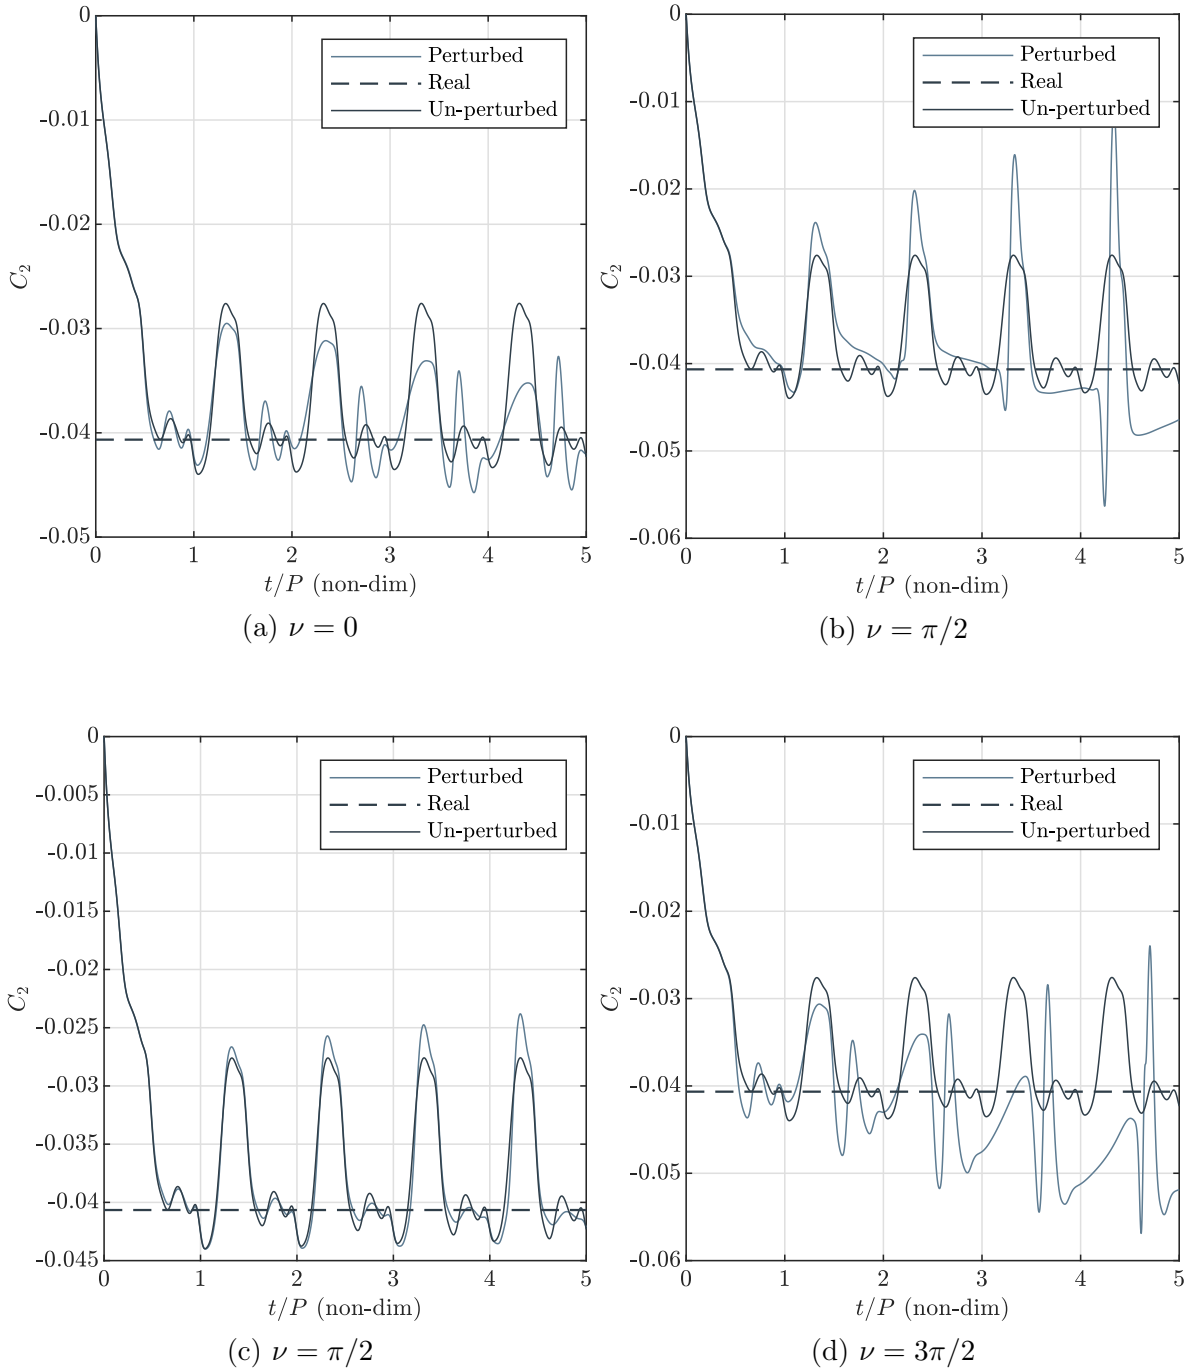 0
-0.01
-0.02
-0.03
-0.04
-0.05
C₂
Perturbed
Real
Un-perturbed
0 1 2 3 4 5
t/P (non-dim)
(a) ν = 0
0
-0.01
-0.02
-0.03
-0.04
-0.05
-0.06
C₂
Perturbed
Real
Un-perturbed
0 1 2 3 4 5
t/P (non-dim)
(b) ν = π/2
0
-0.005
-0.01
-0.015
-0.02
-0.025
-0.03
-0.035
-0.04
-0.045
C₂
Perturbed
Real
Un-perturbed
0 1 2 3 4 5
t/P (non-dim)
(c) ν = π/2
0
-0.01
-0.02
-0.03
-0.04
-0.05
-0.06
C₂
Perturbed
Real
Un-perturbed
0 1 2 3 4 5
t/P (non-dim)
(d) ν = 3π/2